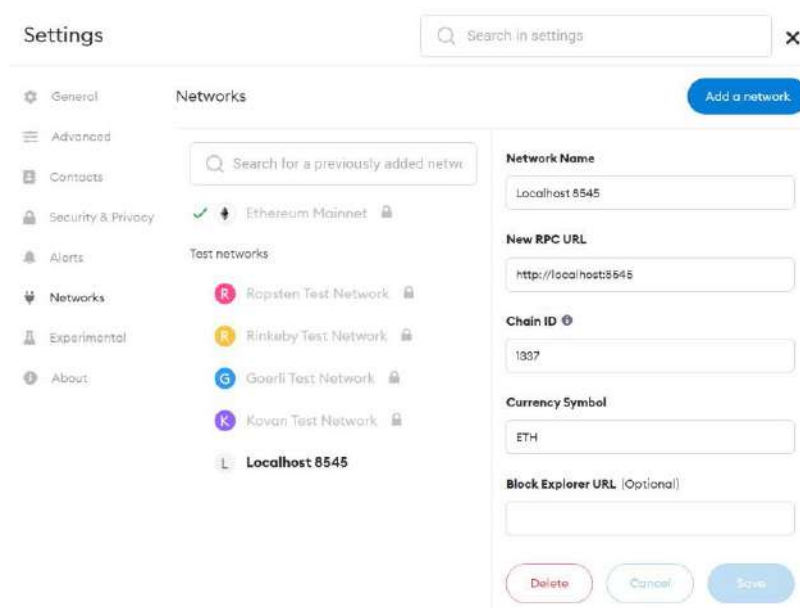 Settings
Search in settings
General
Advanced
Contacts
Security & Privacy
Alerts
Networks
Experimental
About
Networks
Add a network
Search for a previously added netwo
Ethereum Mainnet
Test networks
R Ropsten Test Network
R Rinkeby Test Network
G Goerli Test Network
K Kovan Test Network
L Localhost 8545
Network Name
Localhost 8545
New RPC URL
http://localhost:8545
Chain ID
1337
Currency Symbol
ETH
Block Explorer URL (Optional)
Delete
Cancel
Save